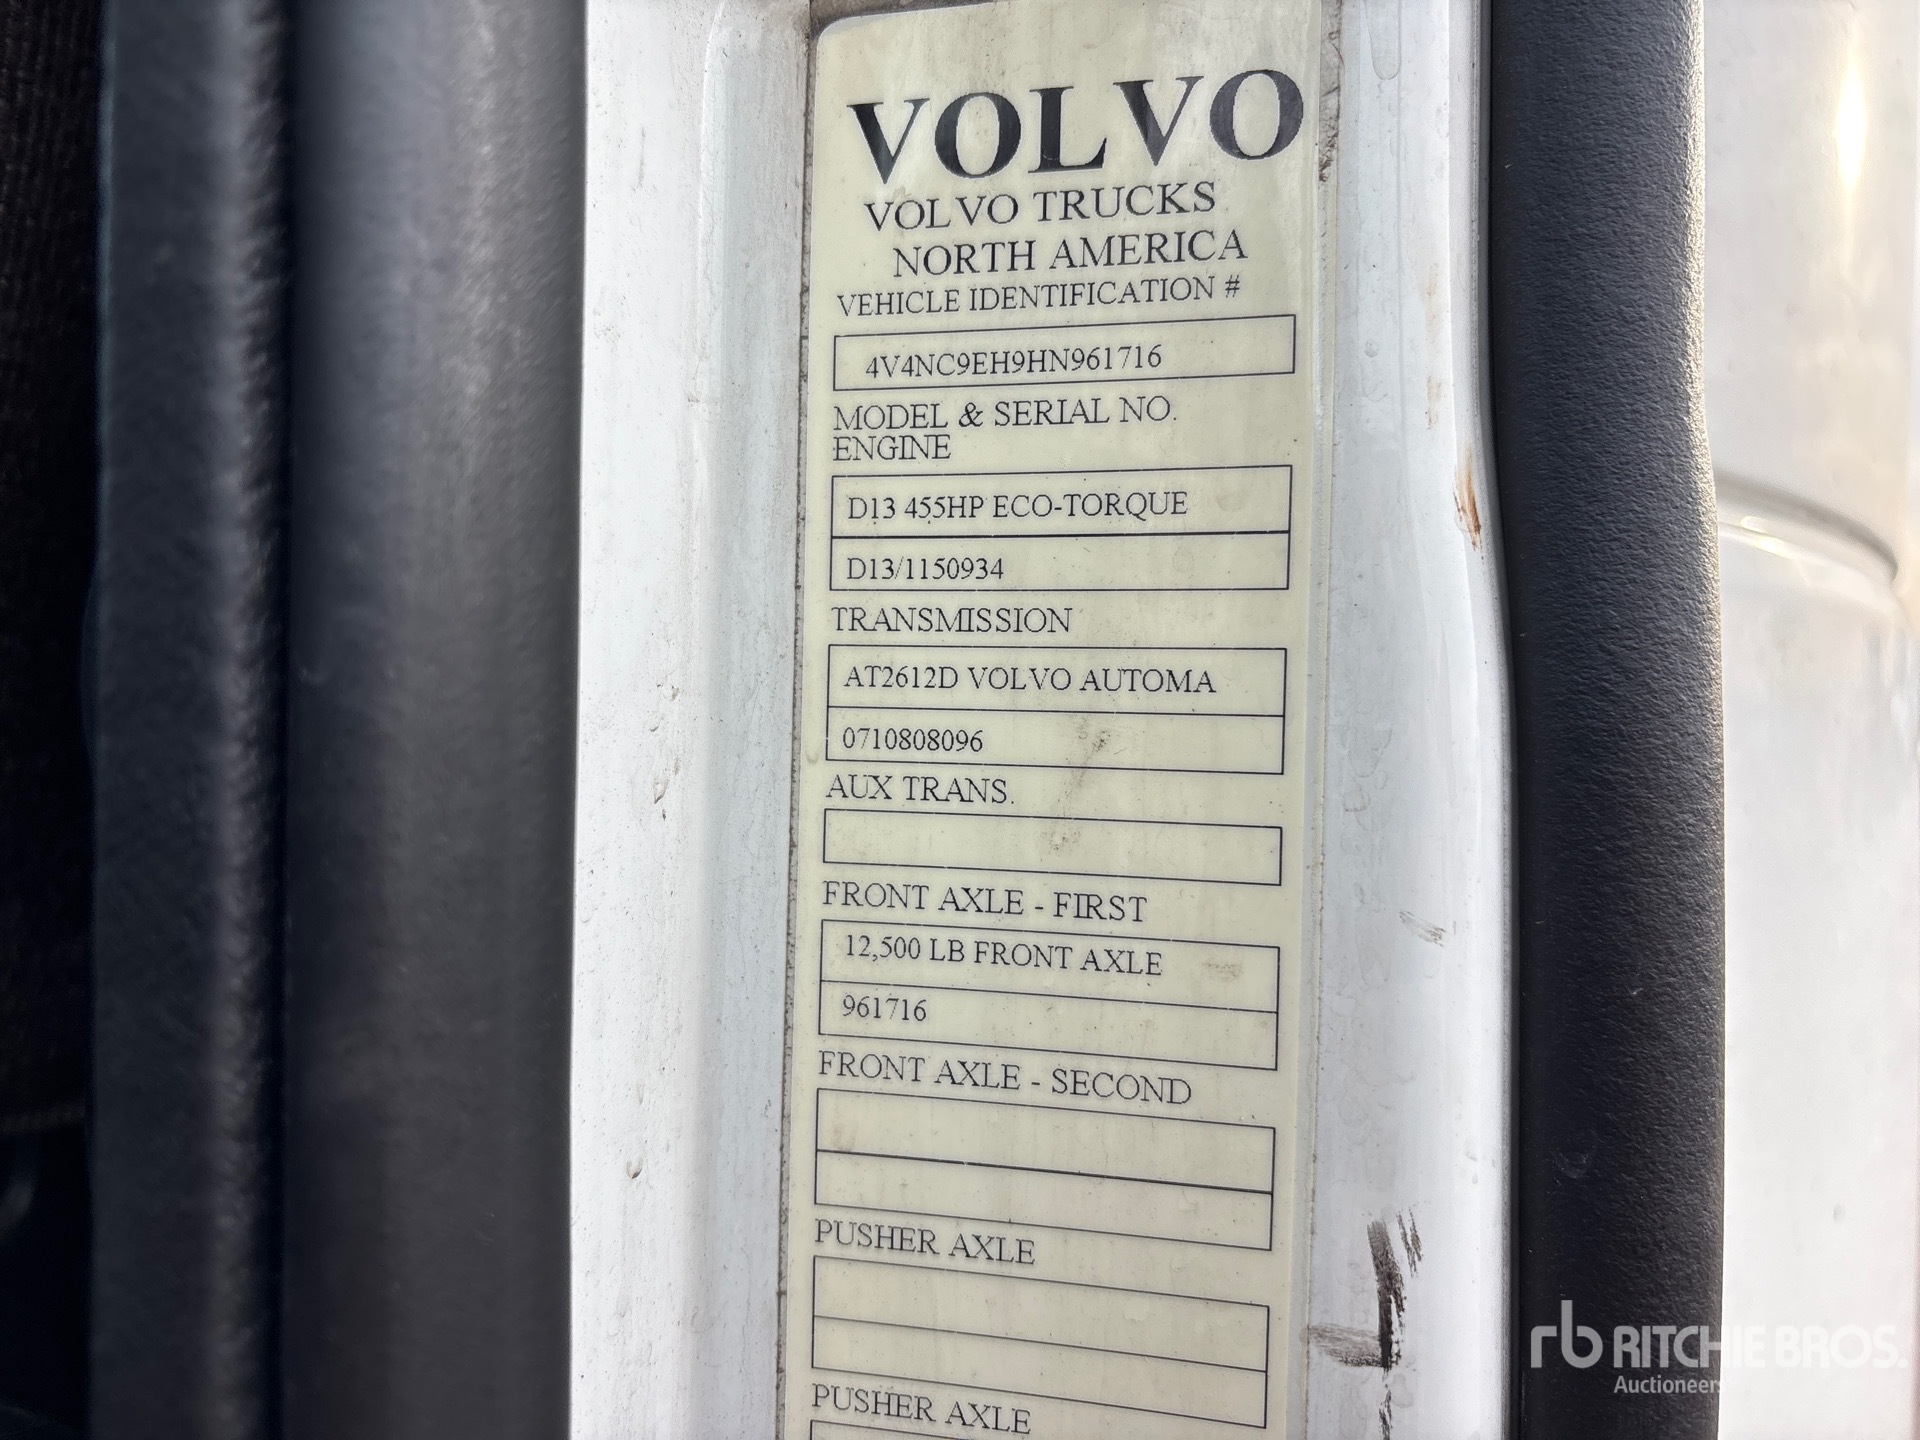 VOLVO
VOLVO TRUCKS
NORTH AMERICA
VEHICLE IDENTIFICATION #
4V4NC9EH9HN961716
MODEL & SERIAL NO.
ENGINE
D13 455HP ECO-TORQUE
D13/1150934
TRANSMISSION
AT2612D VOLVO AUTOMA
0710808096
AUX TRANS.
FRONT AXLE - FIRST
12,500 LB FRONT AXLE
961716
FRONT AXLE - SECOND
PUSHER AXLE
PUSHER AXLE
rb RITCHIE BROS.
Auctioneers